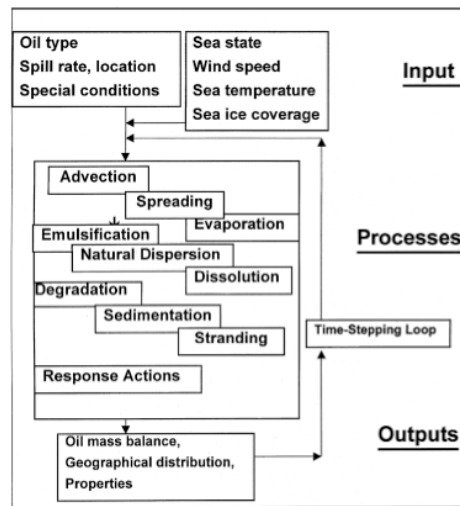 Oil type
Spill rate, location
Special conditions
Sea state
Wind speed
Sea temperature
Sea ice coverage
Input
Advection
Spreading
Evaporation
Emulsification
Natural Dispersion
Dissolution
Degradation
Sedimentation
Stranding
Response Actions
Processes
Time-Stepping Loop
Oil mass balance,
Geographical distribution,
Properties
Outputs